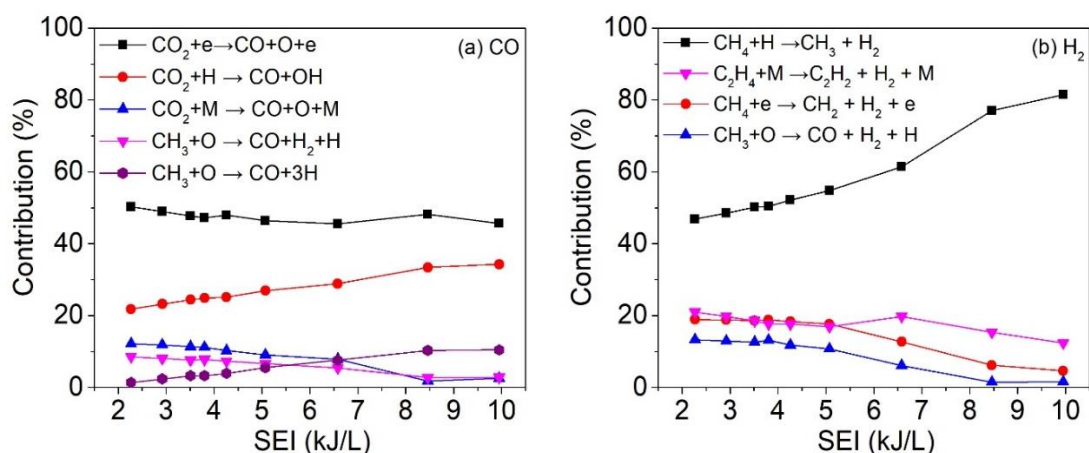 (a) CO
CO₂+e→CO+O+e
CO₂+H → CO+OH
CO₂+M → CO+O+M
CH₃+O → CO+H₂+H
CH₃+O → CO+3H
Contribution (%)
100
80
60
40
20
0
2 3 4 5 6 7 8 9 10
SEI (kJ/L)
(b) H₂
CH₄+H →CH₃ + H₂
C₂H₄+M →C₂H₂ + H₂ + M
CH₄+e → CH₂ + H₂ + e
CH₃+O → CO + H₂ + H
Contribution (%)
100
80
60
40
20
0
2 3 4 5 6 7 8 9 10
SEI (kJ/L)